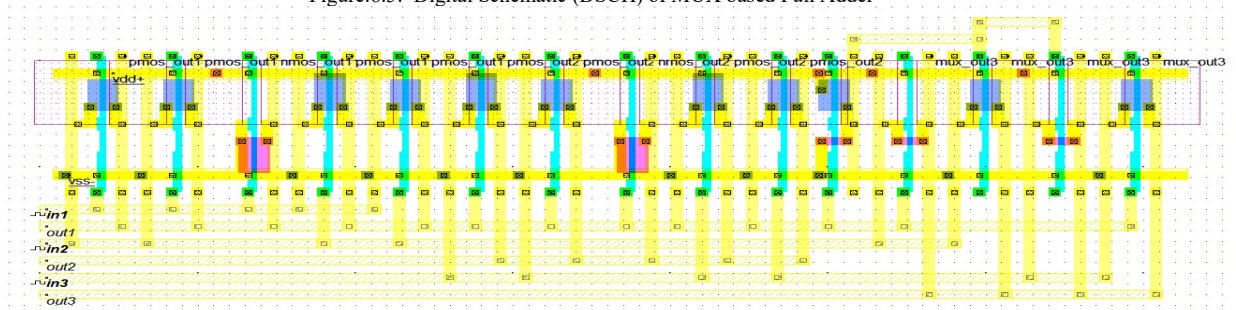 Figure.6.3: Digital Schematic (DSCH) of MUX based Full Adder
pmos_out1 pmos_out1 nmos_out1 pmos_out1 pmos_out2 pmos_out2 nmos_out2 pmos_out2 pmos_out2 mux_out3 mux_out3 mux_out3 mux_out3
vdd+
vss-
in1
out1
in2
out2
in3
out3